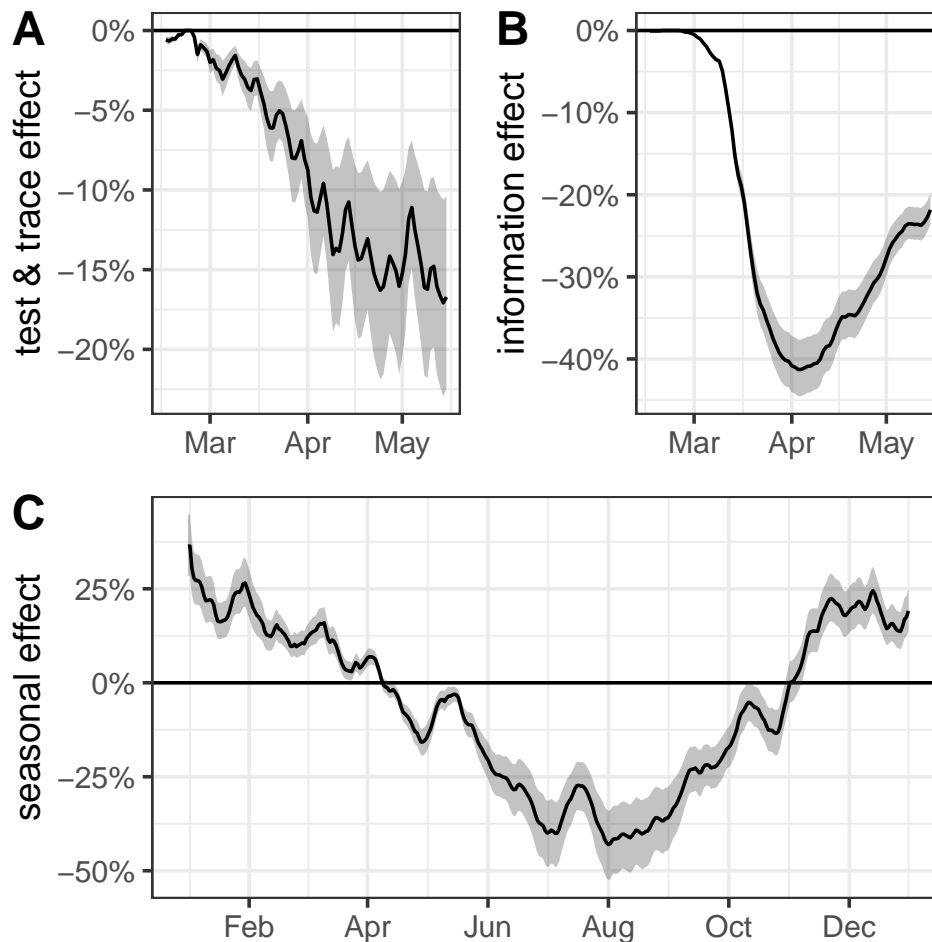 A
test & trace effect
0%
−5%
−10%
−15%
−20%
Mar Apr May
B
information effect
0%
−10%
−20%
−30%
−40%
Mar Apr May
C
seasonal effect
25%
0%
−25%
−50%
Feb Apr Jun Aug Oct Dec